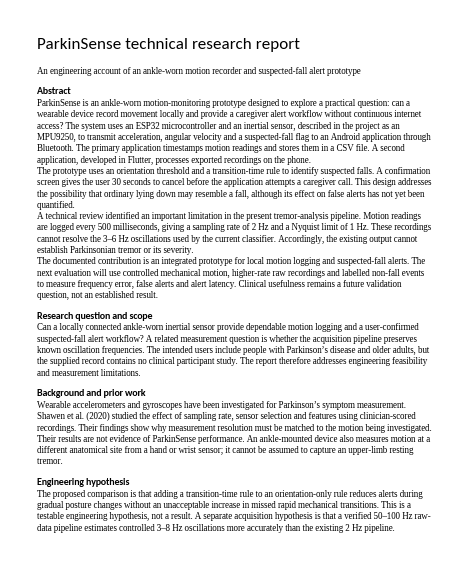 ParkinSense technical research report
An engineering account of an ankle-worn motion recorder and suspected-fall alert prototype
Abstract
ParkinSense is an ankle-worn motion-monitoring prototype designed to explore a practical question: can a
wearable device record movement locally and provide a caregiver alert workflow without continuous internet
access? The system uses an ESP32 microcontroller and an inertial sensor, described in the project as an
MPU9250, to transmit acceleration, angular velocity and a suspected-fall flag to an Android application through
Bluetooth. The primary application timestamps motion readings and stores them in a CSV file. A second
application, developed in Flutter, processes exported recordings on the phone.
The prototype uses an orientation threshold and a transition-time rule to identify suspected falls. A confirmation
screen gives the user 30 seconds to cancel before the application attempts a caregiver call. This design addresses
the possibility that ordinary lying down may resemble a fall, although its effect on false alerts has not yet been
quantified.
A technical review identified an important limitation in the present tremor-analysis pipeline. Motion readings
are logged every 500 milliseconds, giving a sampling rate of 2 Hz and a Nyquist limit of 1 Hz. These recordings
cannot resolve the 3–6 Hz oscillations used by the current classifier. Accordingly, the existing output cannot
establish Parkinsonian tremor or its severity.
The documented contribution is an integrated prototype for local motion logging and suspected-fall alerts. The
next evaluation will use controlled mechanical motion, higher-rate raw recordings and labelled non-fall events
to measure frequency error, false alerts and alert latency. Clinical usefulness remains a future validation
question, not an established result.
Research question and scope
Can a locally connected ankle-worn inertial sensor provide dependable motion logging and a user-confirmed
suspected-fall alert workflow? A related measurement question is whether the acquisition pipeline preserves
known oscillation frequencies. The intended users include people with Parkinson's disease and older adults, but
the supplied record contains no clinical participant study. The report therefore addresses engineering feasibility
and measurement limitations.
Background and prior work
Wearable accelerometers and gyroscopes have been investigated for Parkinson's symptom measurement.
Shawen et al. (2020) studied the effect of sampling rate, sensor selection and features using clinician-scored
recordings. Their findings show why measurement resolution must be matched to the motion being investigated.
Their results are not evidence of ParkinSense performance. An ankle-mounted device also measures motion at a
different anatomical site from a hand or wrist sensor; it cannot be assumed to capture an upper-limb resting
tremor.
Engineering hypothesis
The proposed comparison is that adding a transition-time rule to an orientation-only rule reduces alerts during
gradual posture changes without an unacceptable increase in missed rapid mechanical transitions. This is a
testable engineering hypothesis, not a result. A separate acquisition hypothesis is that a verified 50–100 Hz raw-
data pipeline estimates controlled 3–8 Hz oscillations more accurately than the existing 2 Hz pipeline.